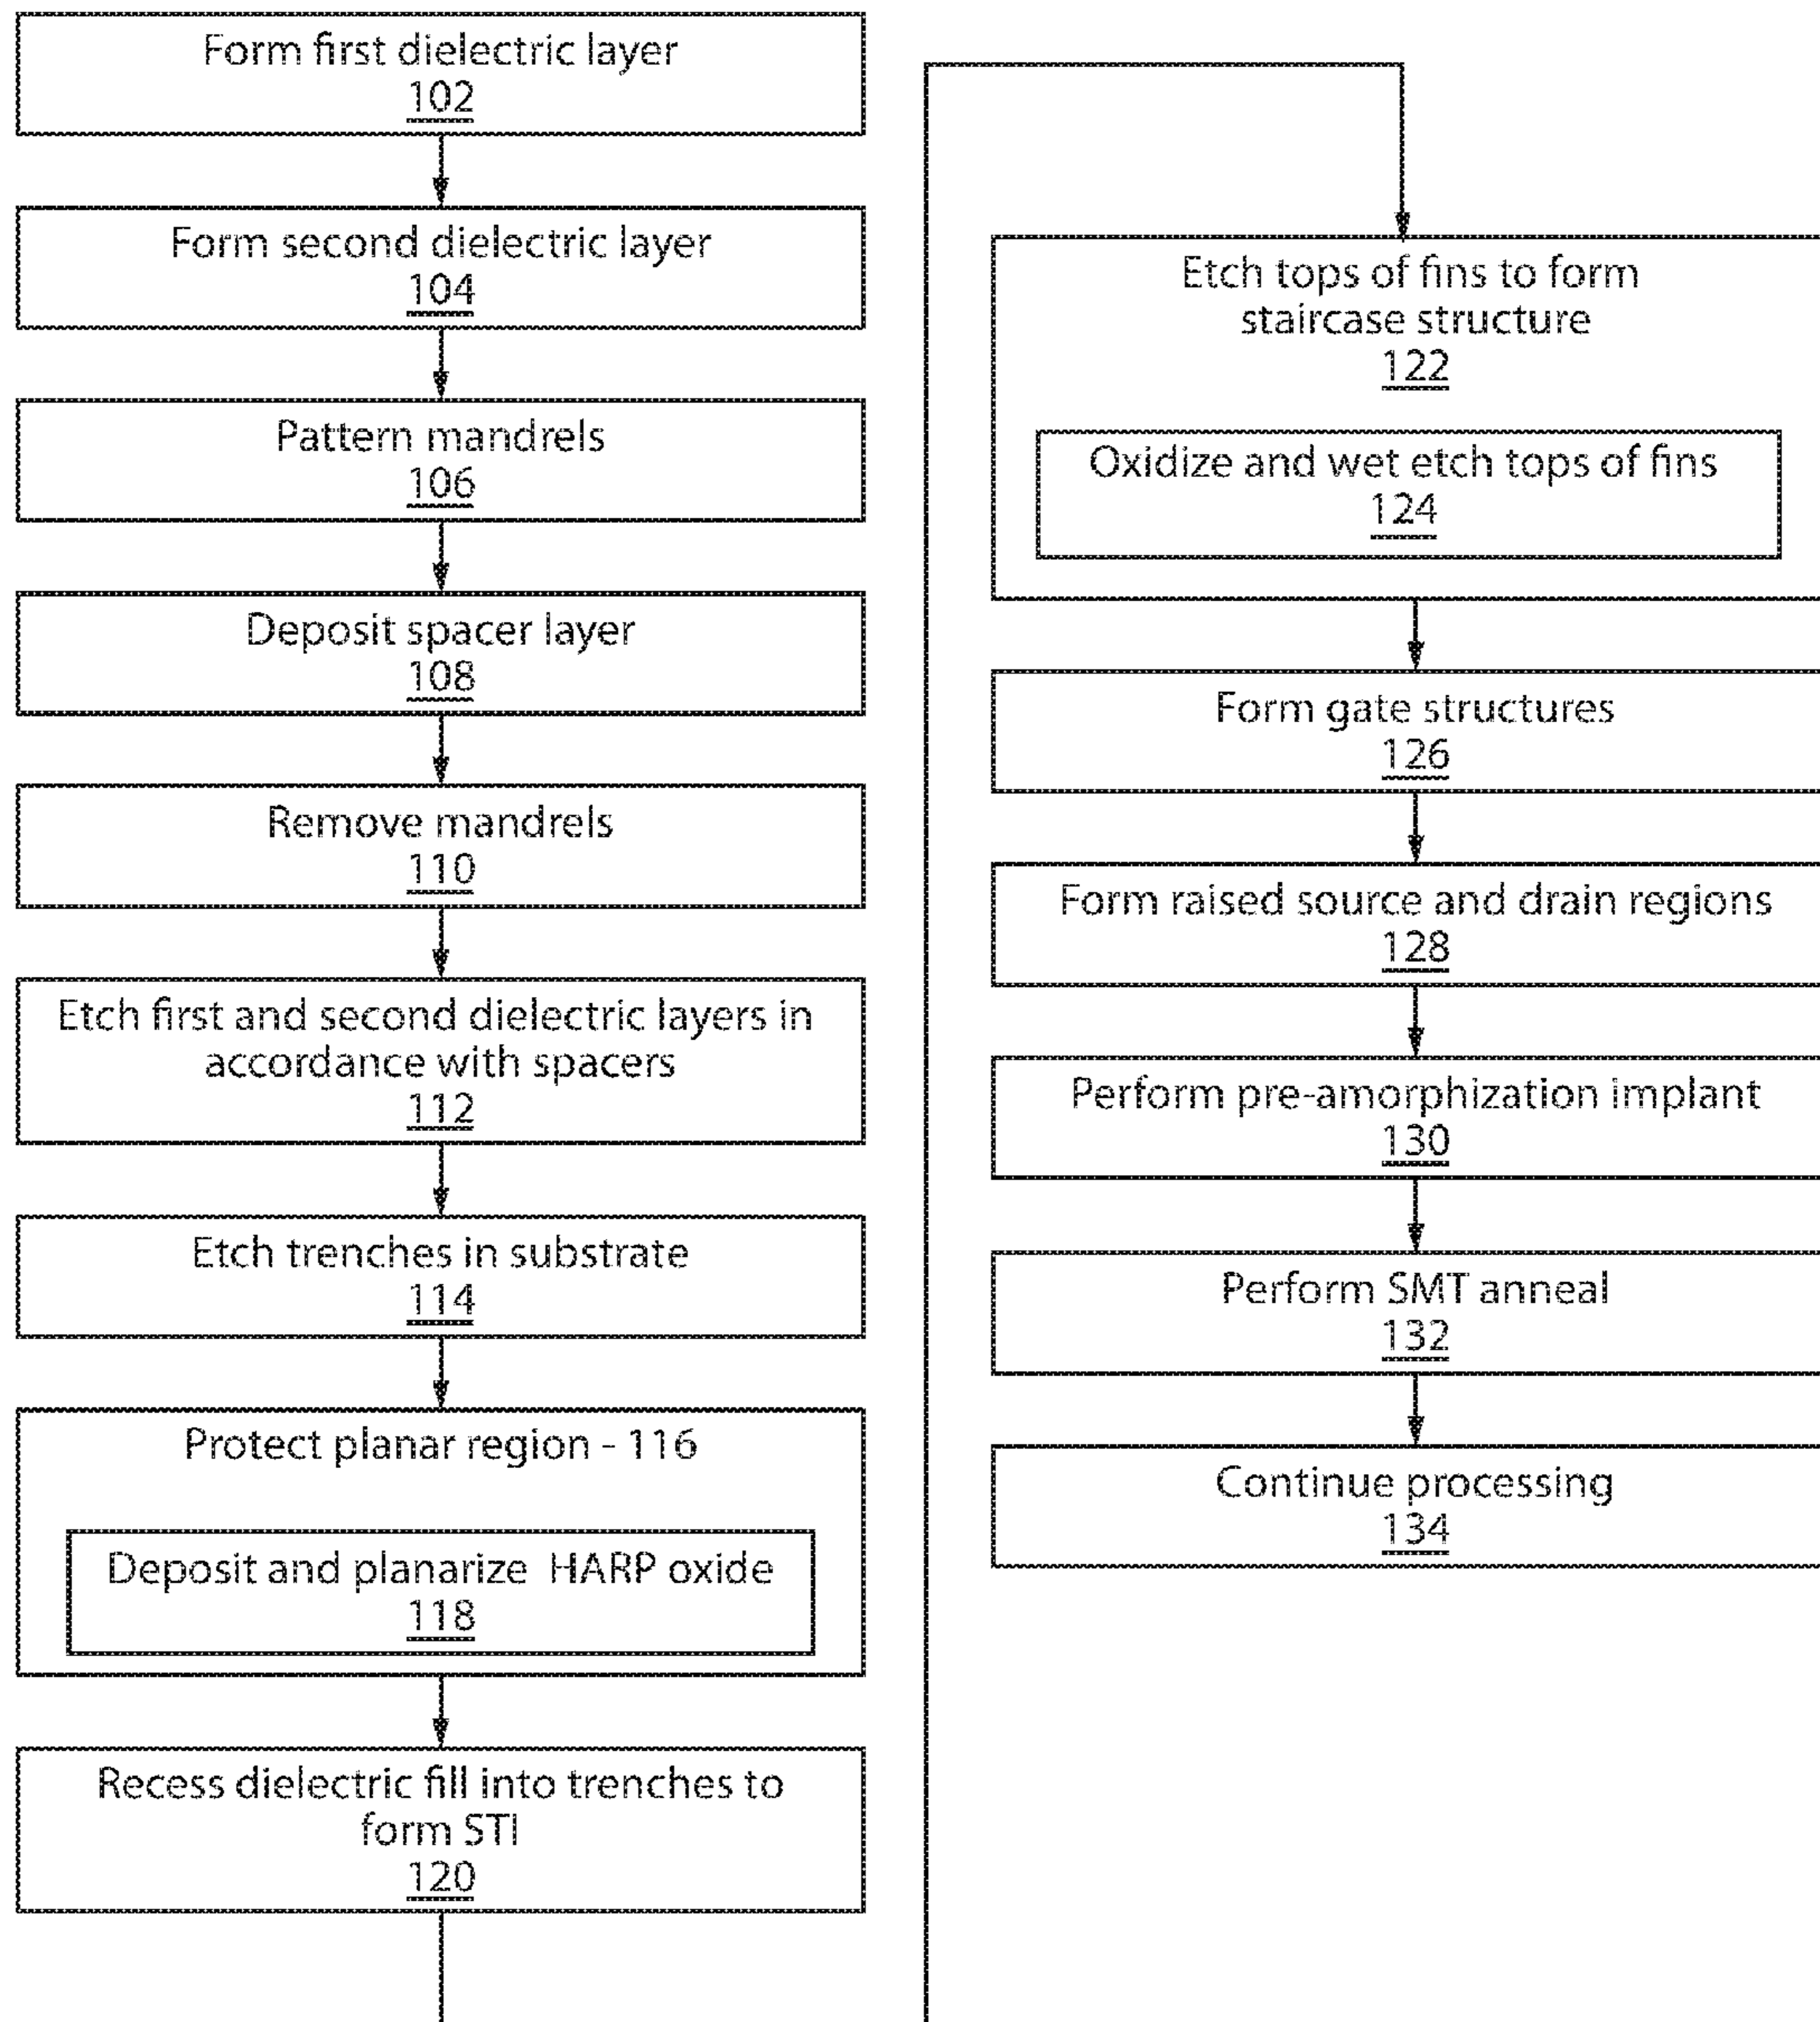 Form first dielectric layer
102
Form second dielectric layer
104
Pattern mandrels
106
Deposit spacer layer
108
Remove mandrels
110
Etch first and second dielectric layers in
accordance with spacers
112
Etch trenches in substrate
114
Protect planar region - 116
Deposit and planarize HARP oxide
118
Recess dielectric fill into trenches to
form STI
120
Etch tops of fins to form
staircase structure
122
Oxidize and wet etch tops of fins
124
Form gate structures
126
Form raised source and drain regions
128
Perform pre-amorphization implant
130
Perform SMT anneal
132
Continue processing
134